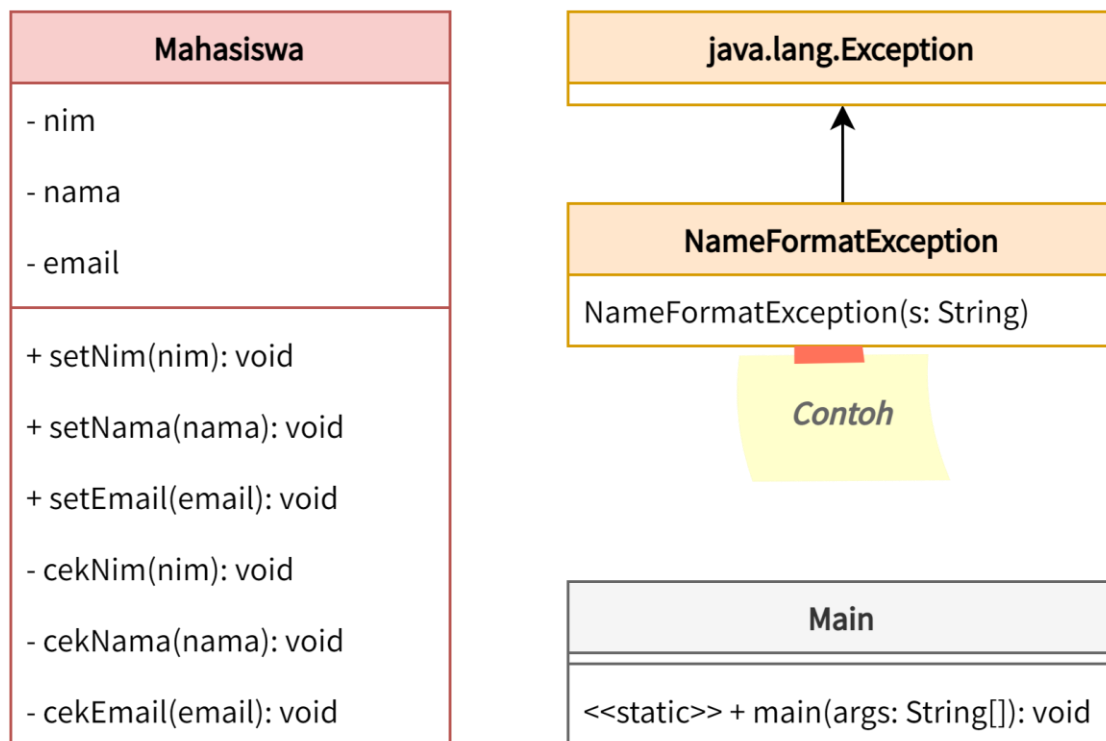 Mahasiswa
- nim
- nama
- email
+ setNim(nim): void
+ setNama(nama): void
+ setEmail(email): void
- cekNim(nim): void
- cekNama(nama): void
- cekEmail(email): void
java.lang.Exception
NameFormatException
NameFormatException(s: String)
Contoh
Main
<<static>> + main(args: String[]): void